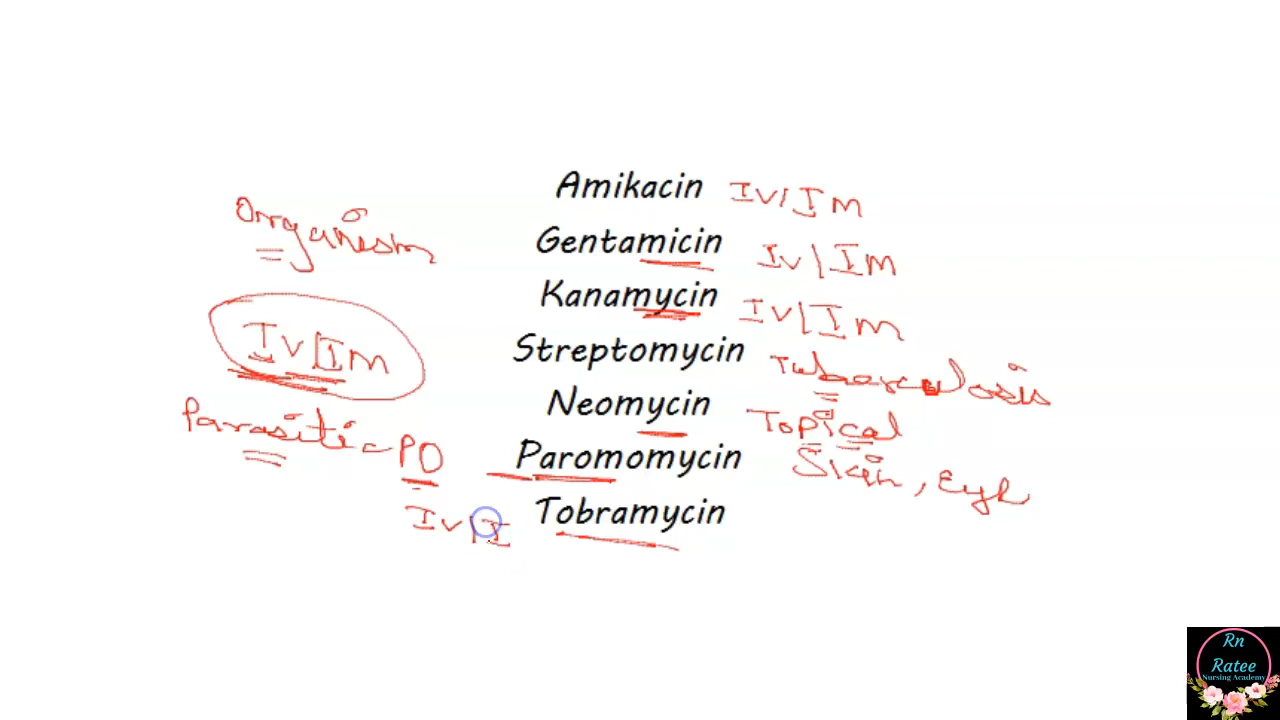 Amikacin IV/IM
Organism
Gentamicin IV|IM
Kanamycin IV|IM
IV|IM
Streptomycin Tuberculosis
Neomycin Topical
Parasitic PO
Paromomycin Skin, Eye
IV|I Tobramycin
Rn
Ratee
Nursing Academy